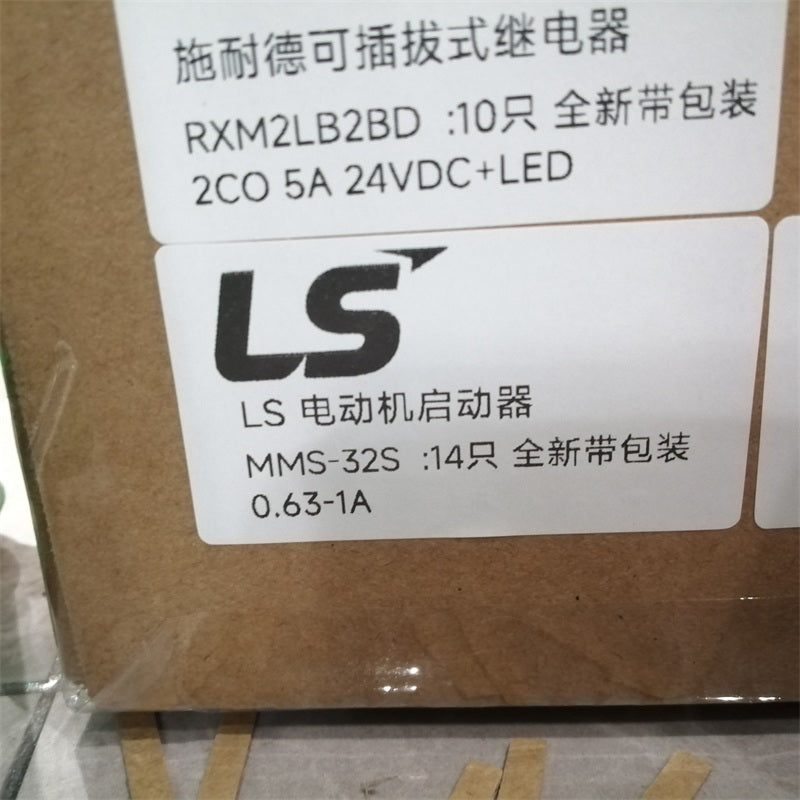 施耐德可插拔式继电器
RXM2LB2BD :10只 全新带包装
2CO 5A 24VDC+LED
LS
LS 电动机启动器
MMS-32S :14只 全新带包装
0.63-1A